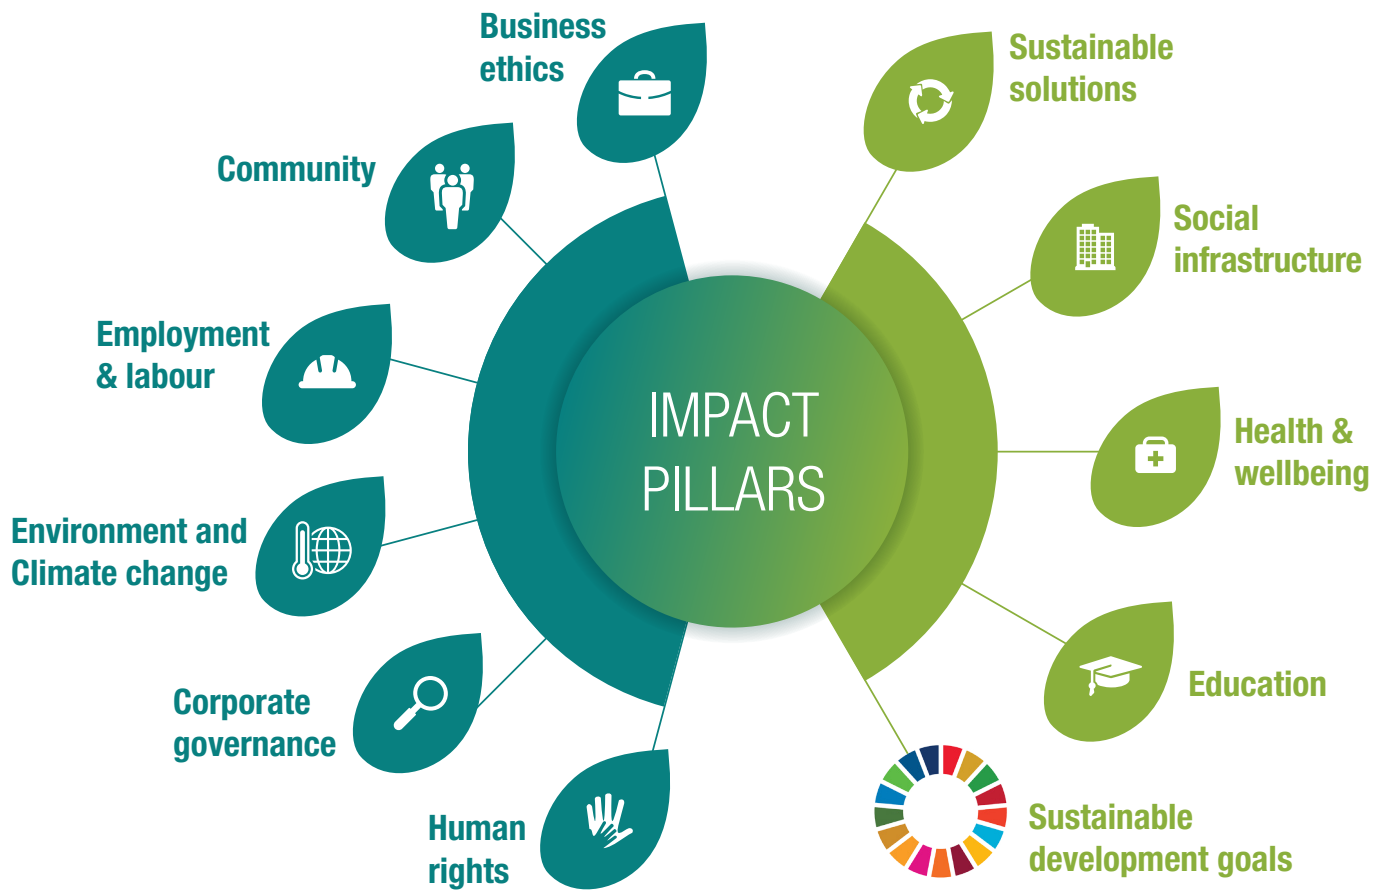 Business
ethics
Community
Employment
& labour
Environment and
Climate change
Corporate
governance
Human
rights
IMPACT
PILLARS
Sustainable
solutions
Social
infrastructure
Health &
wellbeing
Education
Sustainable
development goals